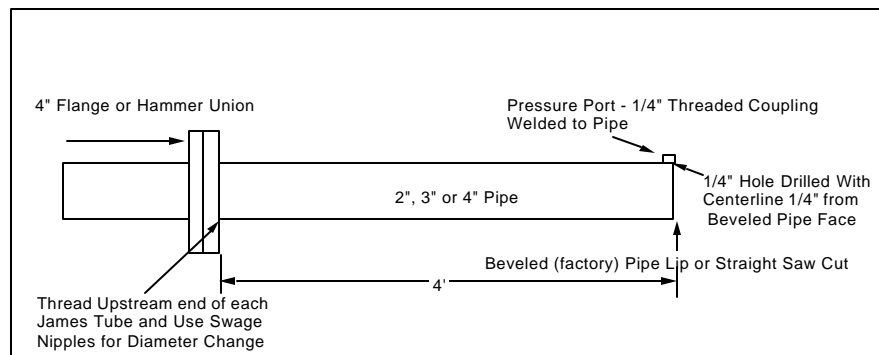 4" Flange or Hammer Union
Pressure Port - 1/4" Threaded Coupling
Welded to Pipe
1/4" Hole Drilled With
Centerline 1/4" from
Beveled Pipe Face
2", 3" or 4" Pipe
Beveled (factory) Pipe Lip or Straight Saw Cut
4'
Thread Upstream end of each
James Tube and Use Swage
Nipples for Diameter Change